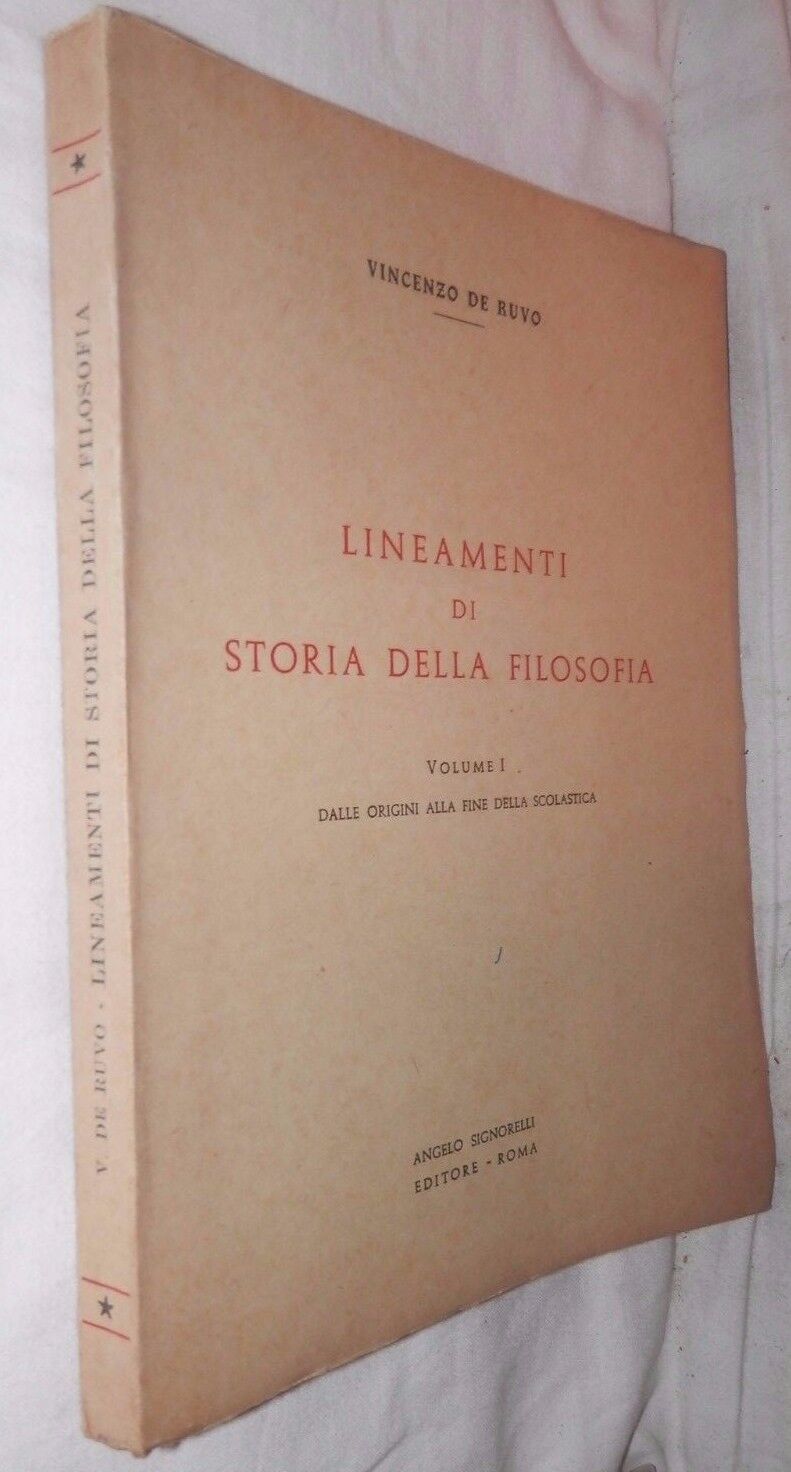 VINCENZO DE RUVO
LINEAMENTI
DI
STORIA DELLA FILOSOFIA
VOLUME I
DALLE ORIGINI ALLA FINE DELLA SCOLASTICA
ANGELO SIGNORELLI
EDITORE - ROMA
V. DE RUVO - LINEAMENTI DI STORIA DELLA FILOSOFIA